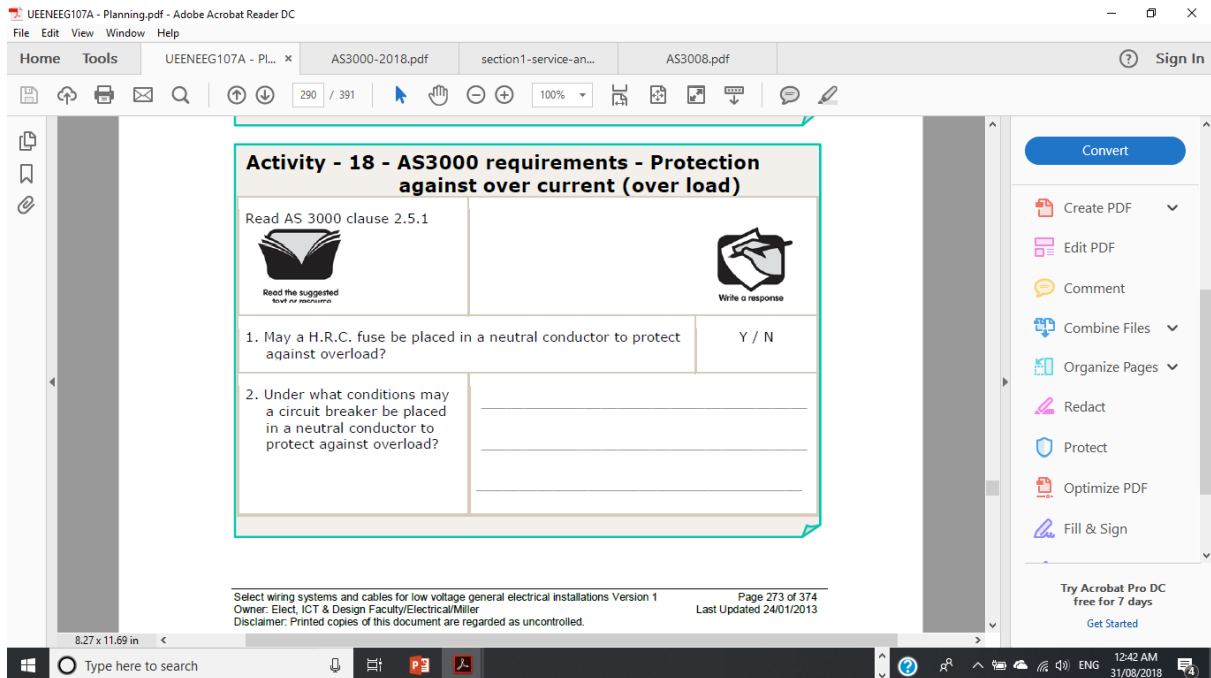 UEENEEG107A - Planning.pdf - Adobe Acrobat Reader DC
File Edit View Window Help
Home Tools UEENEEG107A - Pl... × AS3000-2018.pdf section1-service-an... AS3008.pdf ? Sign In
290 / 391 100%
Convert
Create PDF
Edit PDF
Comment
Combine Files
Organize Pages
Redact
Protect
Optimize PDF
Fill & Sign
Try Acrobat Pro DC
free for 7 days
Get Started
Activity - 18 - AS3000 requirements - Protection
against over current (over load)
Read AS 3000 clause 2.5.1
Read the suggested
text or resource
Write a response
1. May a H.R.C. fuse be placed in a neutral conductor to protect
against overload?
Y / N
2. Under what conditions may
a circuit breaker be placed
in a neutral conductor to
protect against overload?
Select wiring systems and cables for low voltage general electrical installations Version 1
Owner: Elect, ICT & Design Faculty/Electrical/Miller
Disclaimer: Printed copies of this document are regarded as uncontrolled.
Page 273 of 374
Last Updated 24/01/2013
8.27 x 11.69 in
Type here to search
ENG
12:42 AM
31/08/2018
4